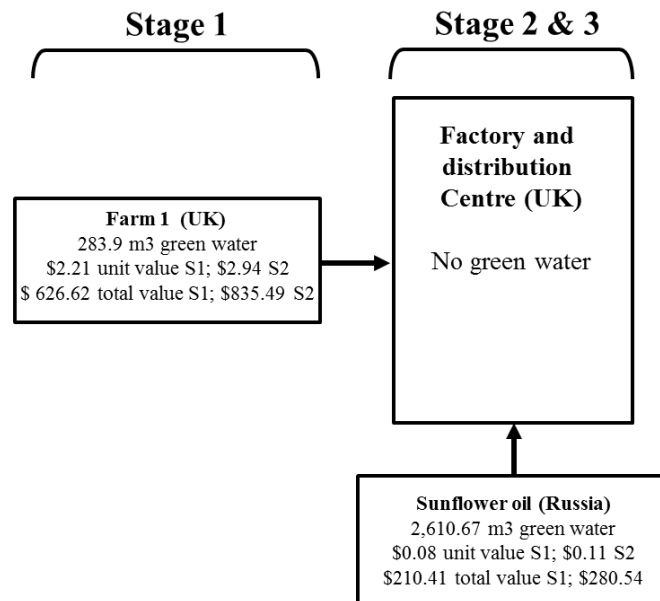 Stage 1
Stage 2 & 3
Factory and
distribution
Centre (UK)
No green water
Farm 1 (UK)
283.9 m3 green water
$2.21 unit value S1; $2.94 S2
$ 626.62 total value S1; $835.49 S2
Sunflower oil (Russia)
2,610.67 m3 green water
$0.08 unit value S1; $0.11 S2
$210.41 total value S1; $280.54